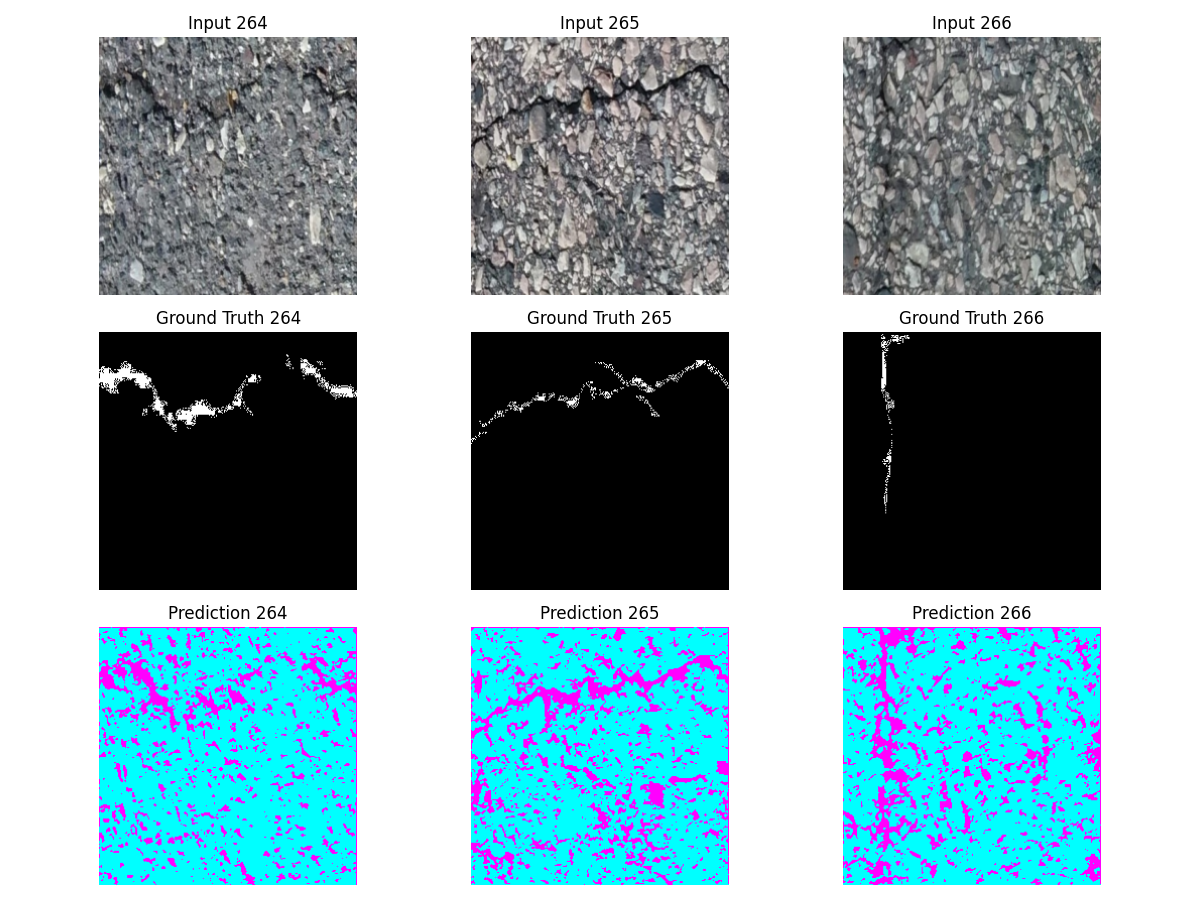 Input 264
Input 265
Input 266
Ground Truth 264
Ground Truth 265
Ground Truth 266
Prediction 264
Prediction 265
Prediction 266